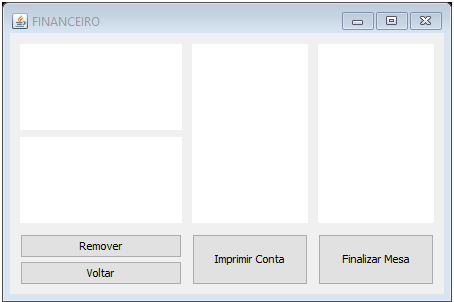 FINANCEIRO
Remover
Voltar
Imprimir Conta
Finalizar Mesa